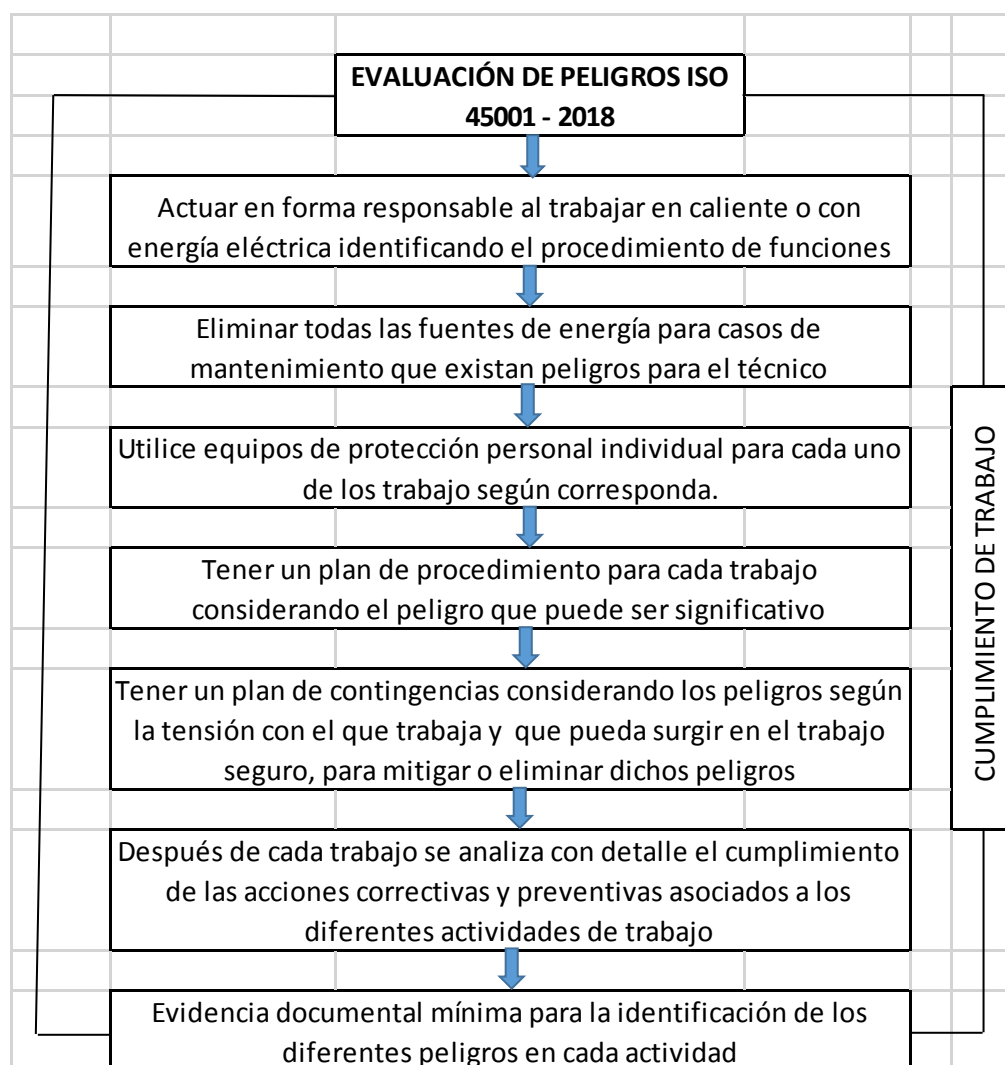 EVALUACIÓN DE PELIGROS ISO
45001 - 2018
Actuar en forma responsable al trabajar en caliente o con
energía eléctrica identificando el procedimiento de funciones
Eliminar todas las fuentes de energía para casos de
mantenimiento que existan peligros para el técnico
Utilice equipos de protección personal individual para cada uno
de los trabajo según corresponda.
Tener un plan de procedimiento para cada trabajo
considerando el peligro que puede ser significativo
Tener un plan de contingencias considerando los peligros según
la tensión con el que trabaja y que pueda surgir en el trabajo
seguro, para mitigar o eliminar dichos peligros
Después de cada trabajo se analiza con detalle el cumplimiento
de las acciones correctivas y preventivas asociados a los
diferentes actividades de trabajo
Evidencia documental mínima para la identificación de los
diferentes peligros en cada actividad
CUMPLIMIENTO DE TRABAJO